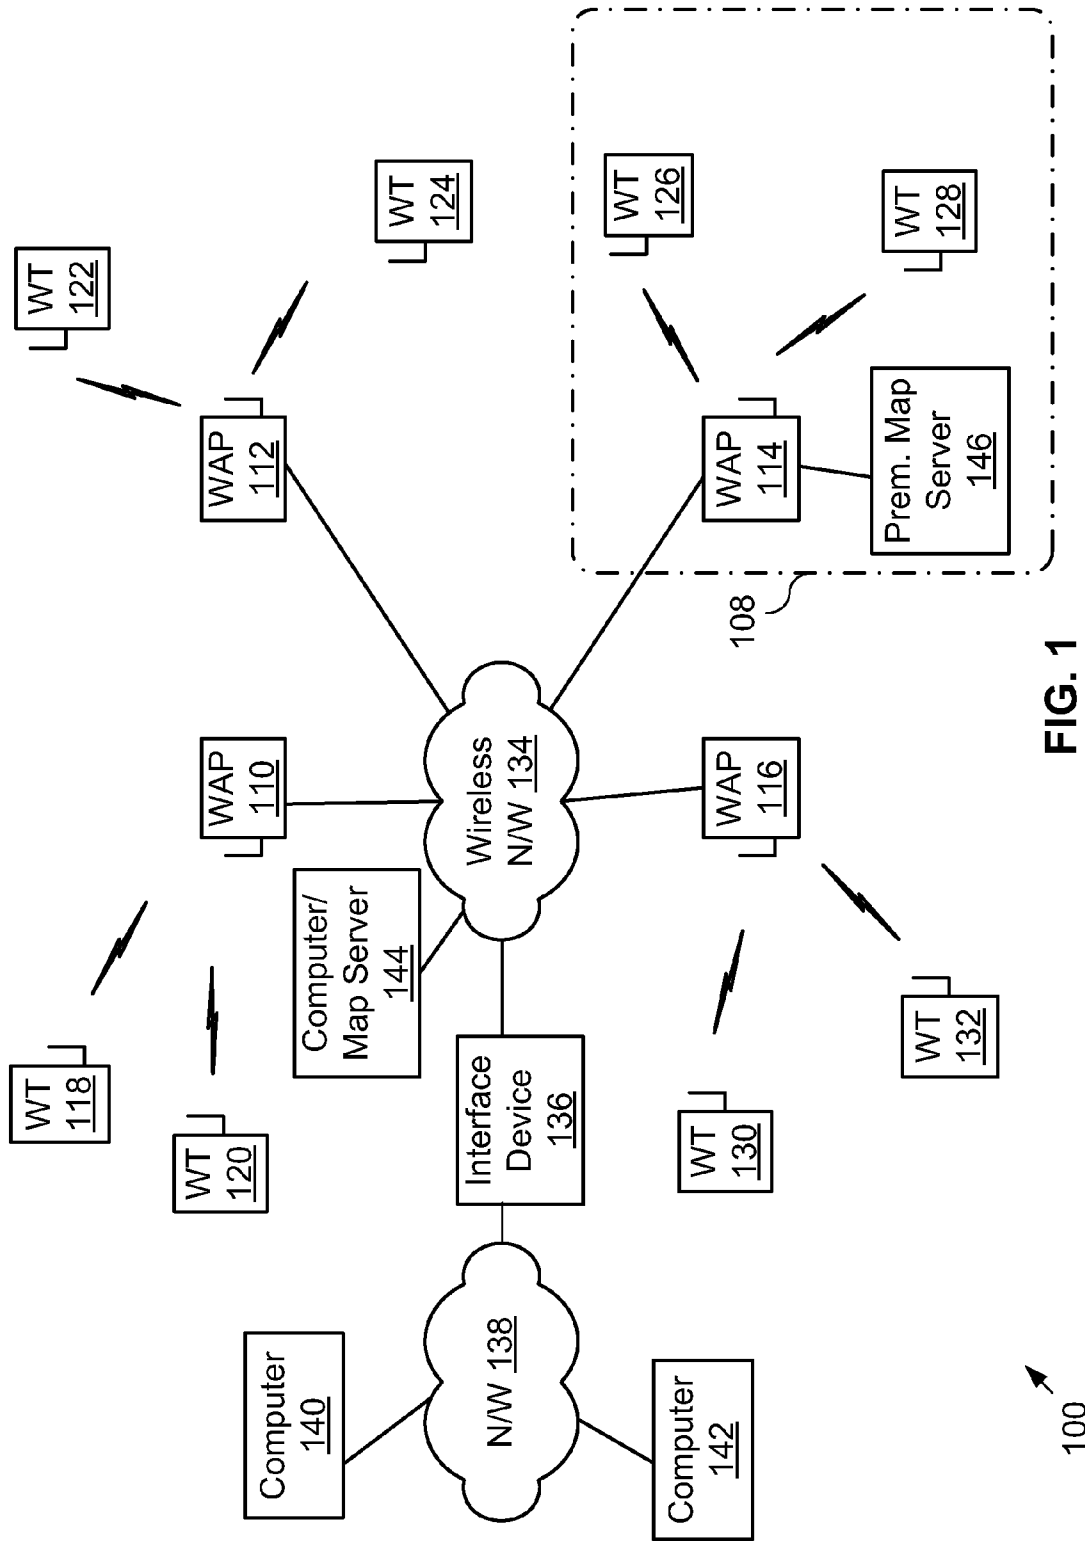 WT
118
WT
120
WAP
110
WAP
112
WT
122
WT
124
Computer
140
Computer/
Map Server
144
N/W 138
Interface
Device
136
Wireless
N/W 134
Computer
142
WT
130
WT
132
WAP
116
108
WAP
114
WT
126
WT
128
Prem. Map
Server
146
100
FIG. 1